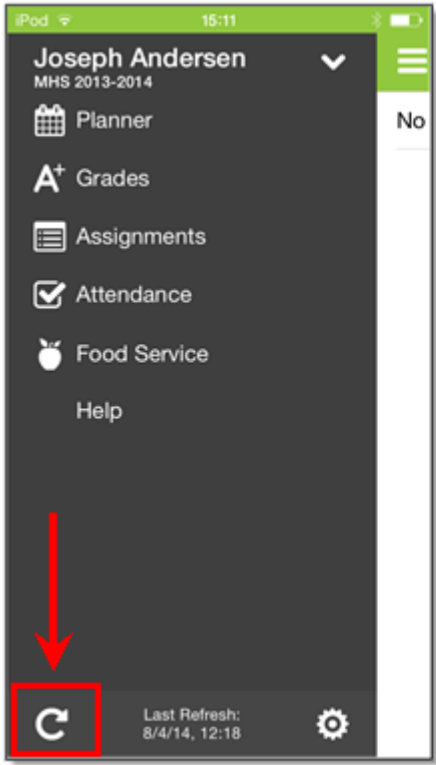 iPod 15:11
Joseph Andersen
MHS 2013-2014
Planner
No
A+ Grades
Assignments
Attendance
Food Service
Help
Last Refresh:
8/4/14, 12:18